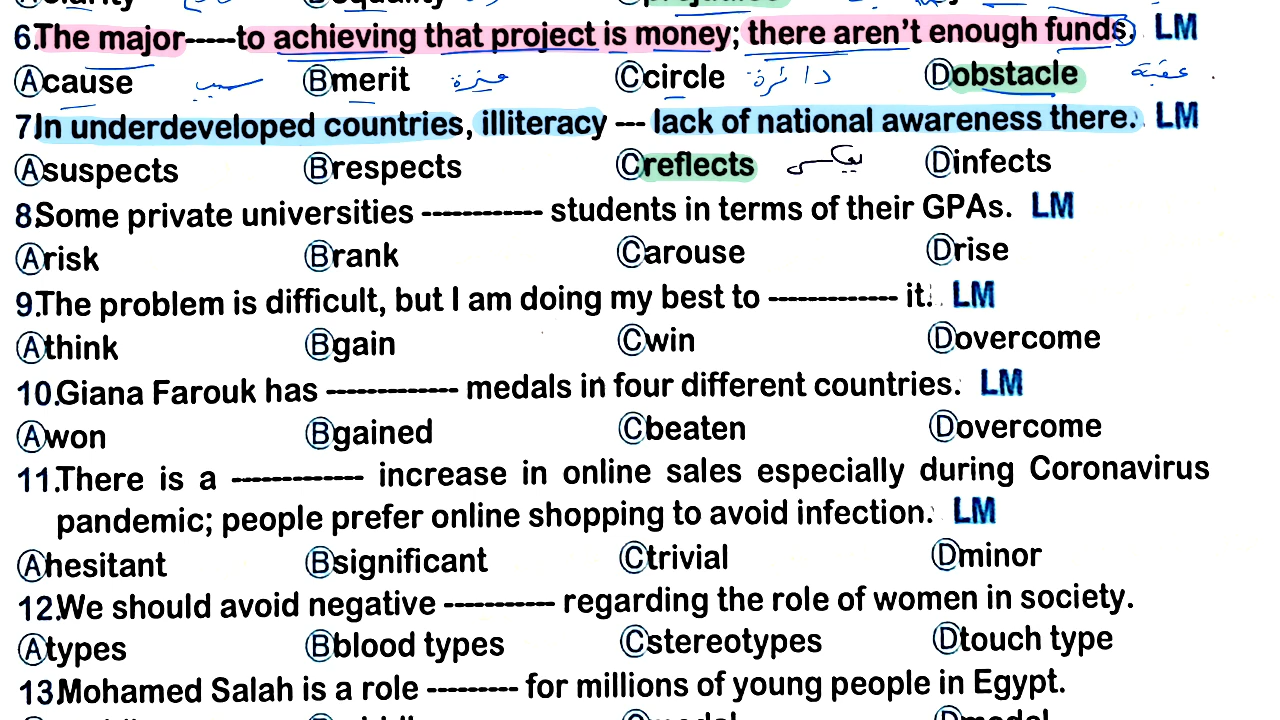 6.The major-----to achieving that project is money; there aren't enough funds. LM
Acause سبب Bmerit ميزة Ccircle دائرة Dobstacle عقبة
7.In underdeveloped countries, illiteracy --- lack of national awareness there. LM
Asuspects Brespects Creflects يعكس Dinfects
8.Some private universities ------------ students in terms of their GPAs. LM
Arisk Brank Carouse Drise
9.The problem is difficult, but I am doing my best to ------------- it. LM
Athink Bgain Cwin Dovercome
10.Giana Farouk has ------------- medals in four different countries. LM
Awon Bgained Cbeaten Dovercome
11.There is a ------------- increase in online sales especially during Coronavirus
pandemic; people prefer online shopping to avoid infection. LM
Ahesitant Bsignificant Ctrivial Dminor
12.We should avoid negative ----------- regarding the role of women in society.
Atypes Bblood types Cstereotypes Dtouch type
13.Mohamed Salah is a role --------- for millions of young people in Egypt.